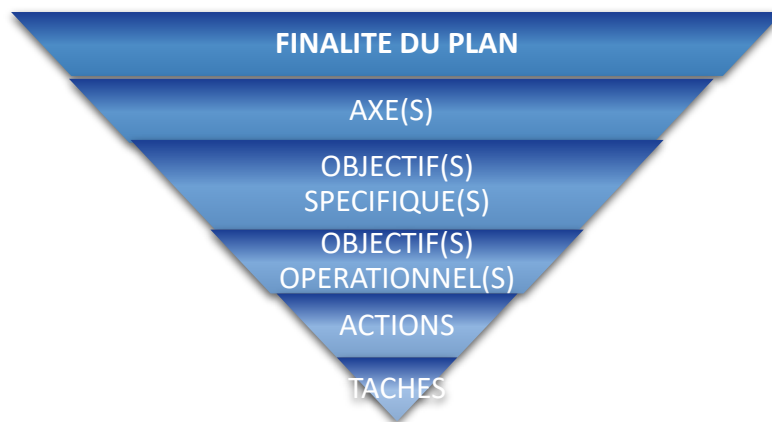 FINALITE DU PLAN
AXE(S)
OBJECTIF(S)
SPECIFIQUE(S)
OBJECTIF(S)
OPERATIONNEL(S)
ACTIONS
TACHES